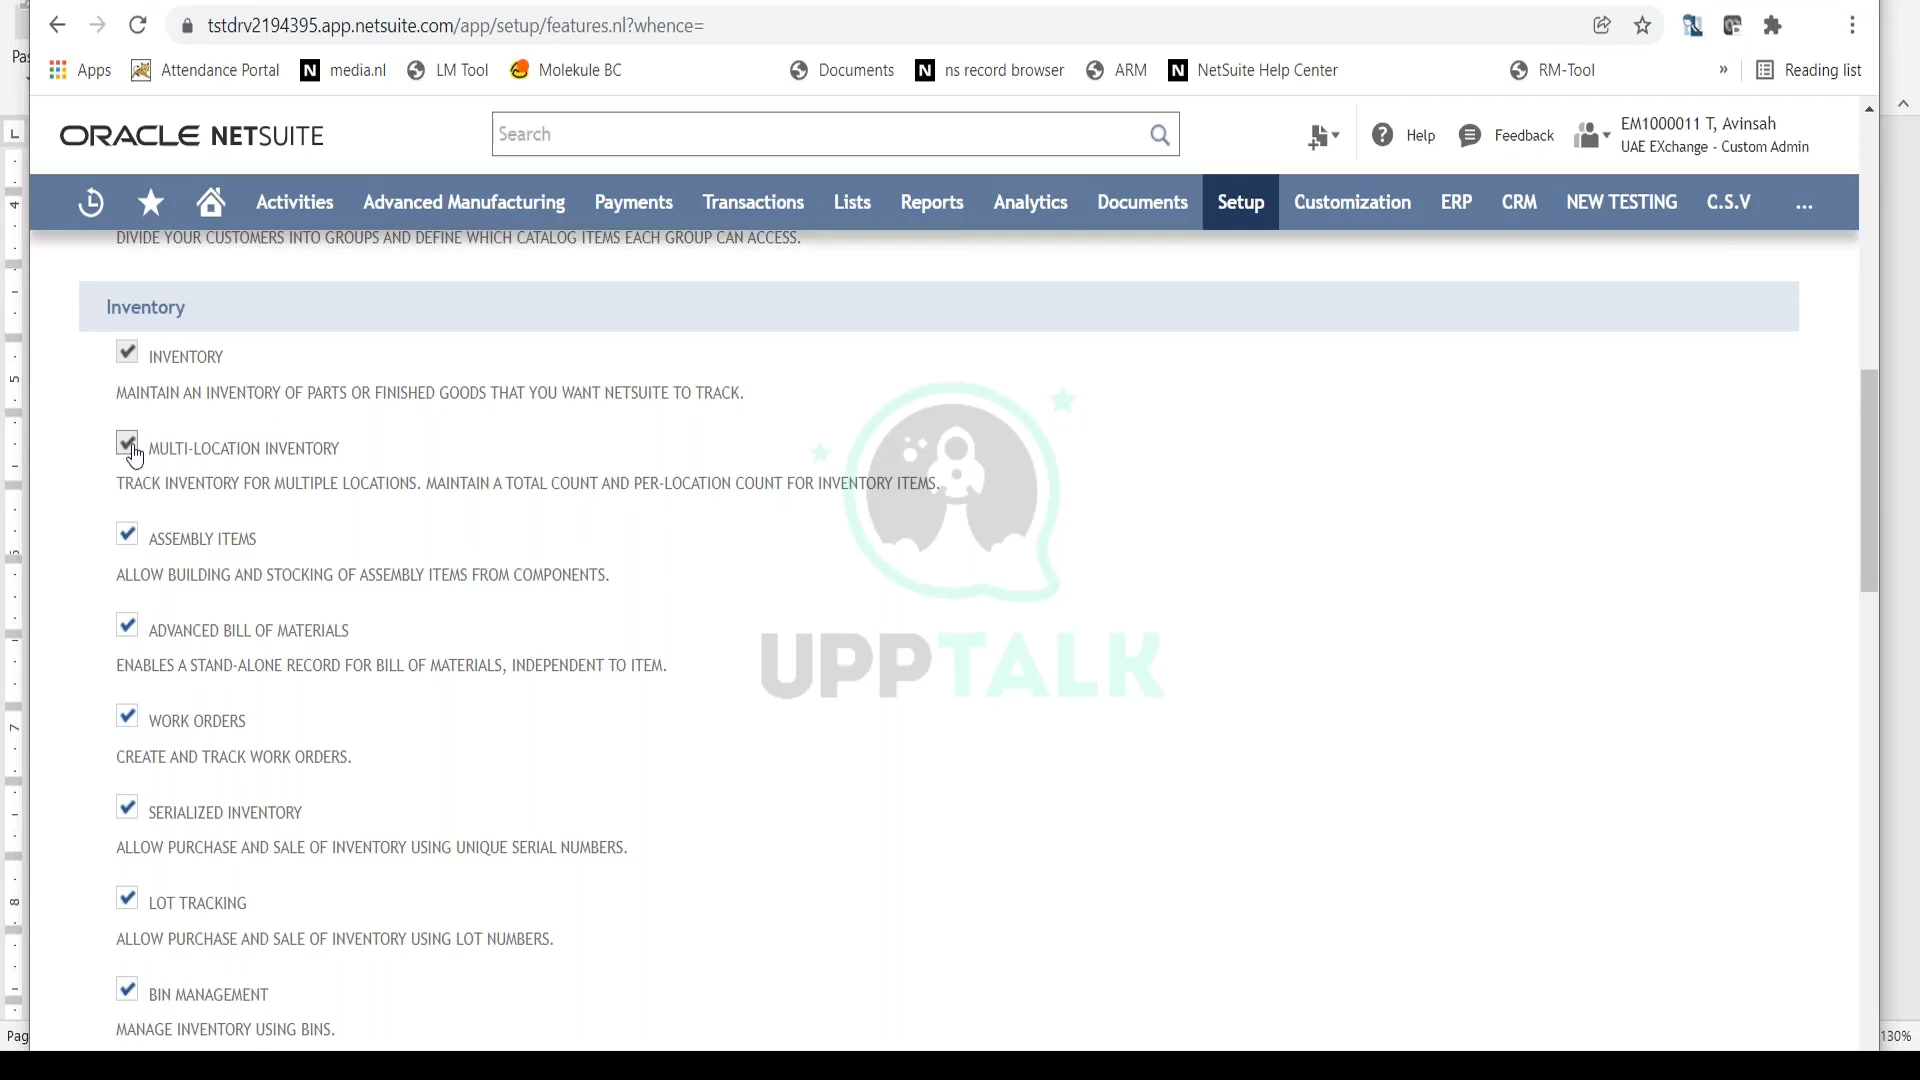 tstdrv2194395.app.netsuite.com/app/setup/features.nl?whence=
Apps Attendance Portal N media.nl LM Tool Molekule BC Documents N ns record browser ARM N NetSuite Help Center RM-Tool » Reading list
ORACLE NETSUITE
Search
Help
Feedback
EM1000011 T, Avinsah
UAE EXchange - Custom Admin
Activities Advanced Manufacturing Payments Transactions Lists Reports Analytics Documents Setup Customization ERP CRM NEW TESTING C.S.V ...
DIVIDE YOUR CUSTOMERS INTO GROUPS AND DEFINE WHICH CATALOG ITEMS EACH GROUP CAN ACCESS.
Inventory
INVENTORY
MAINTAIN AN INVENTORY OF PARTS OR FINISHED GOODS THAT YOU WANT NETSUITE TO TRACK.
MULTI-LOCATION INVENTORY
TRACK INVENTORY FOR MULTIPLE LOCATIONS. MAINTAIN A TOTAL COUNT AND PER-LOCATION COUNT FOR INVENTORY ITEMS.
ASSEMBLY ITEMS
ALLOW BUILDING AND STOCKING OF ASSEMBLY ITEMS FROM COMPONENTS.
ADVANCED BILL OF MATERIALS
ENABLES A STAND-ALONE RECORD FOR BILL OF MATERIALS, INDEPENDENT TO ITEM.
UPPTALK
WORK ORDERS
CREATE AND TRACK WORK ORDERS.
SERIALIZED INVENTORY
ALLOW PURCHASE AND SALE OF INVENTORY USING UNIQUE SERIAL NUMBERS.
LOT TRACKING
ALLOW PURCHASE AND SALE OF INVENTORY USING LOT NUMBERS.
BIN MANAGEMENT
MANAGE INVENTORY USING BINS.
Pas
L
4
5
7
8
Pag
130%